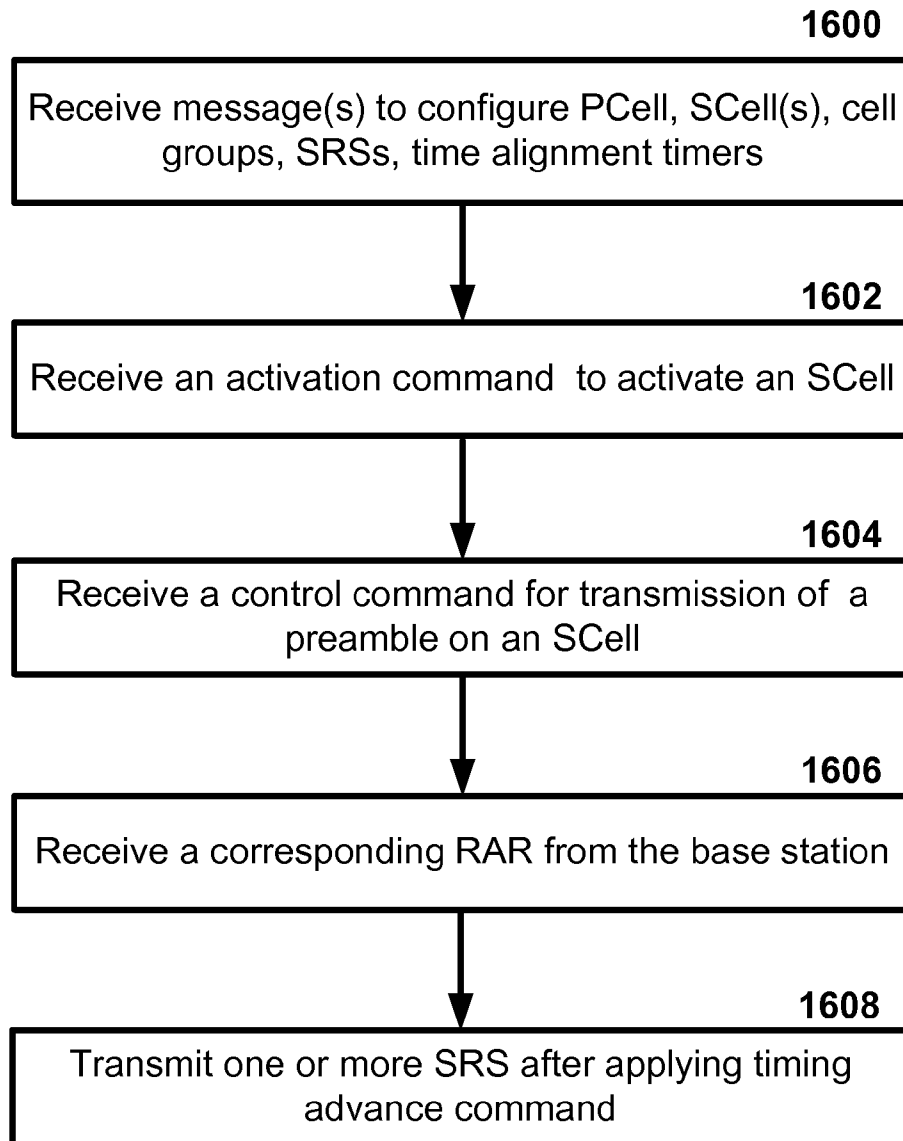 1600
Receive message(s) to configure PCell, SCell(s), cell
groups, SRSs, time alignment timers
1602
Receive an activation command  to activate an SCell
1604
Receive a control command for transmission of  a
preamble on an SCell
1606
Receive a corresponding RAR from the base station
1608
Transmit one or more SRS after applying timing
advance command